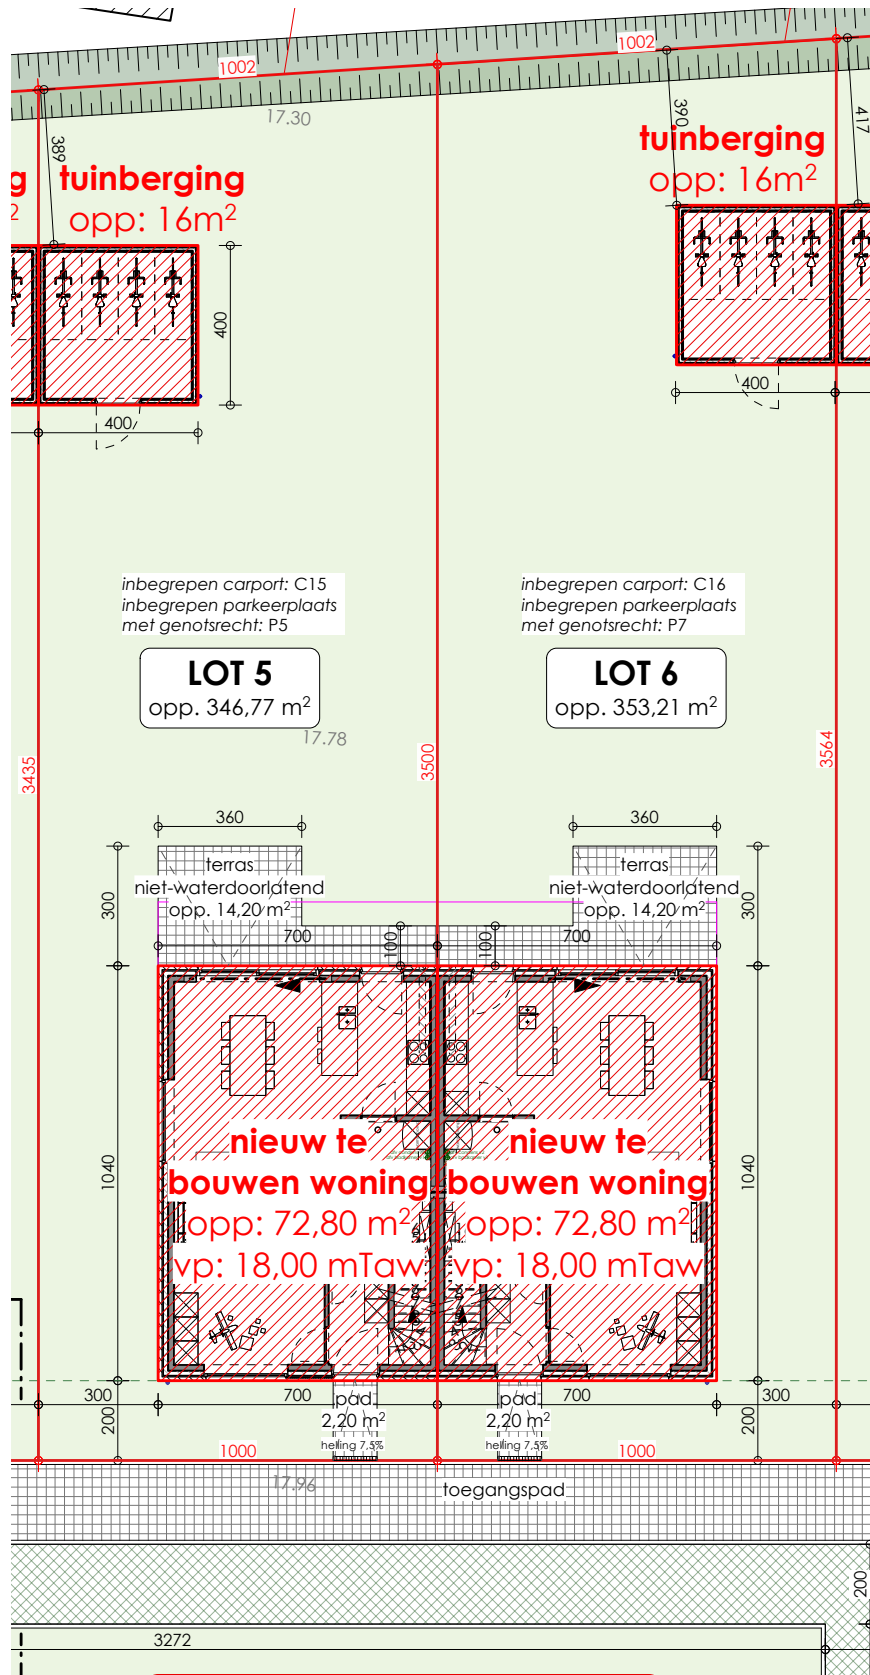 1002
1002
17.30
389
390
417
tuinberging
opp: 16m²
tuinberging
opp: 16m²
g
2
400
400
400
inbegrepen carport: C15
inbegrepen parkeerplaats
met genotsrecht: P5
inbegrepen carport: C16
inbegrepen parkeerplaats
met genotsrecht: P7
LOT 5
opp. 346,77 m²
LOT 6
opp. 353,21 m²
17.78
3435
3500
3564
360
360
300
terras
niet-waterdoorlatend
opp. 14,20 m²
terras
niet-waterdoorlatend
opp. 14,20 m²
300
700
100
100
700
1040
nieuw te
bouwen woning
opp: 72,80 m²
vp: 18,00 mTaw
nieuw te
bouwen woning
opp: 72,80 m²
vp: 18,00 mTaw
1040
300
700
700
300
200
pad
2,20 m²
helling 7,5%
pad
2,20 m²
helling 7,5%
200
1000
1000
17.96
toegangspad
200
3272